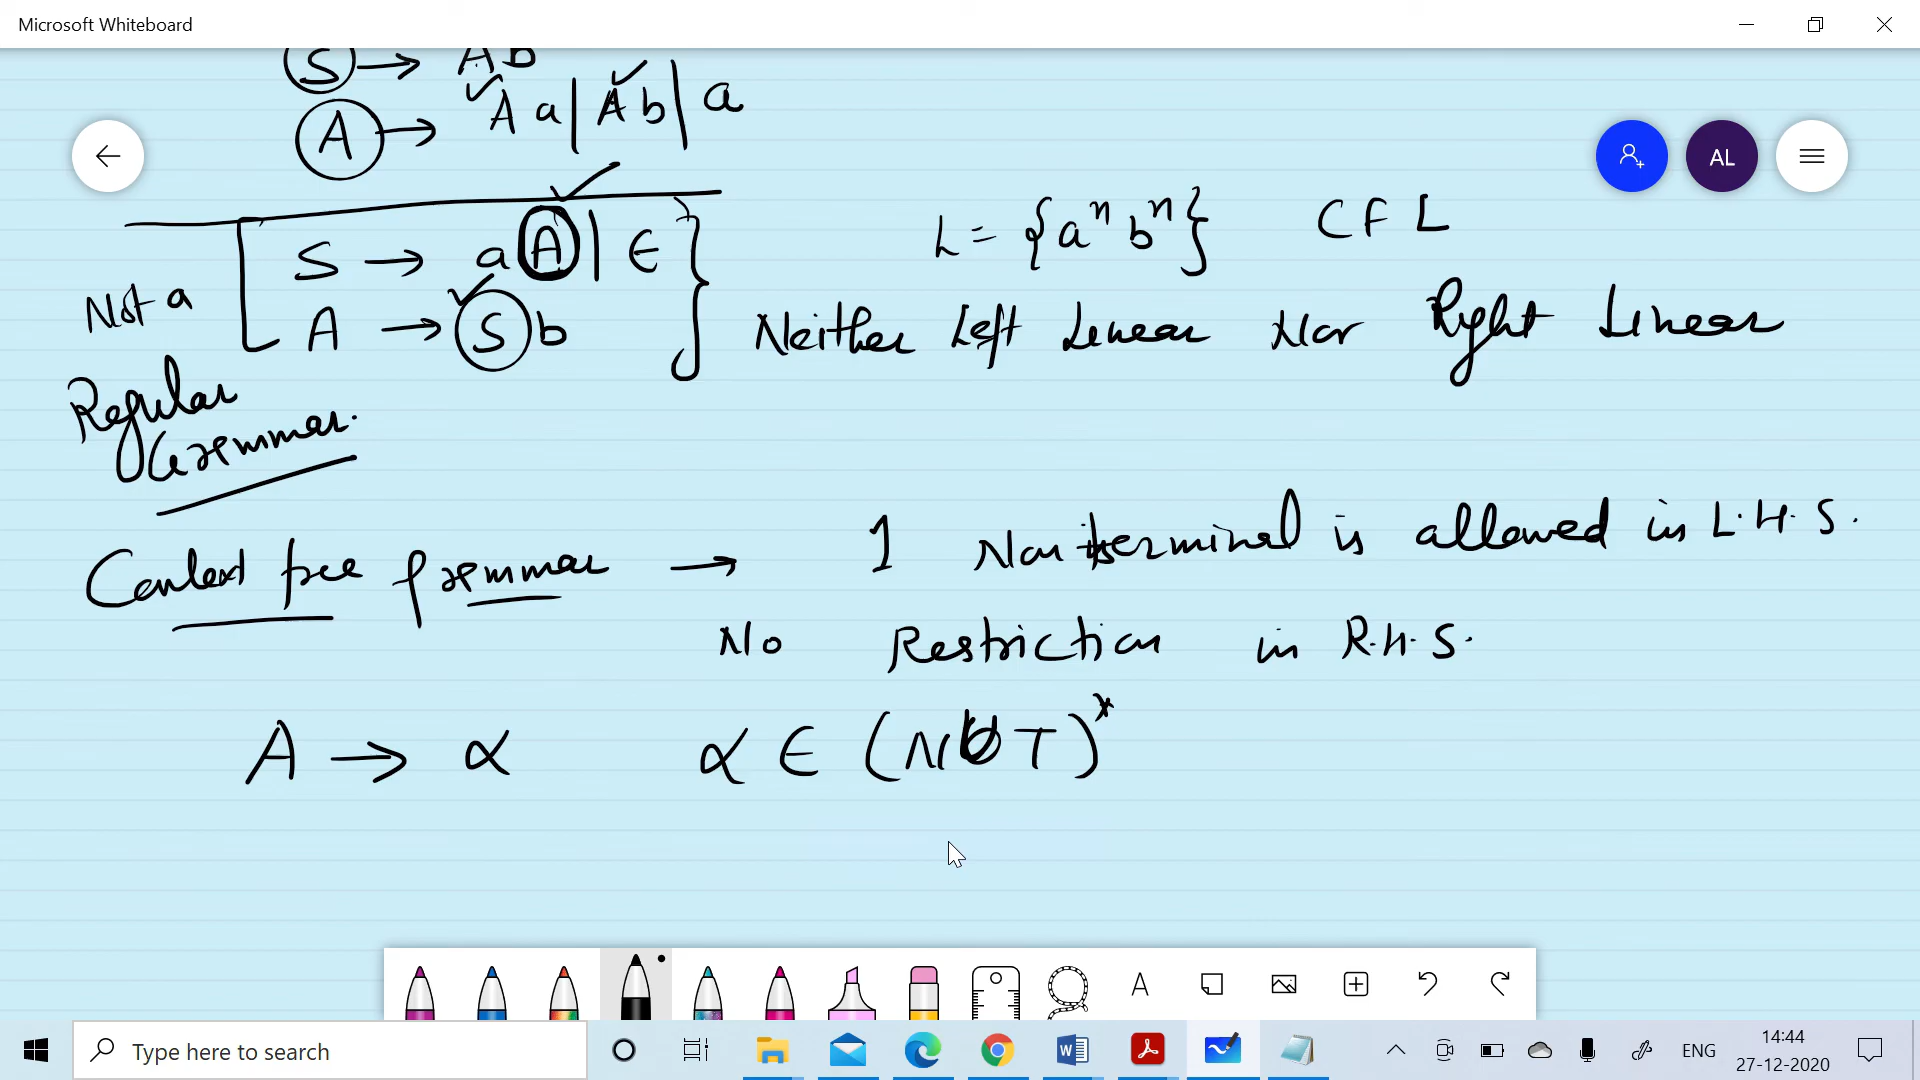 Microsoft Whiteboard
S → AB
A → Aa | Ab | a
S → aA | ∈
A → Sb
L = {aⁿ bⁿ} CFL
Not a
Regular
Grammar.
Neither Left Linear Nor Right Linear
AL
Context free grammar → 1 Non terminal is allowed in L.H.S.
No Restriction in R.H.S.
A → α α ∈ (N U T)*
Type here to search
ENG
14:44
27-12-2020